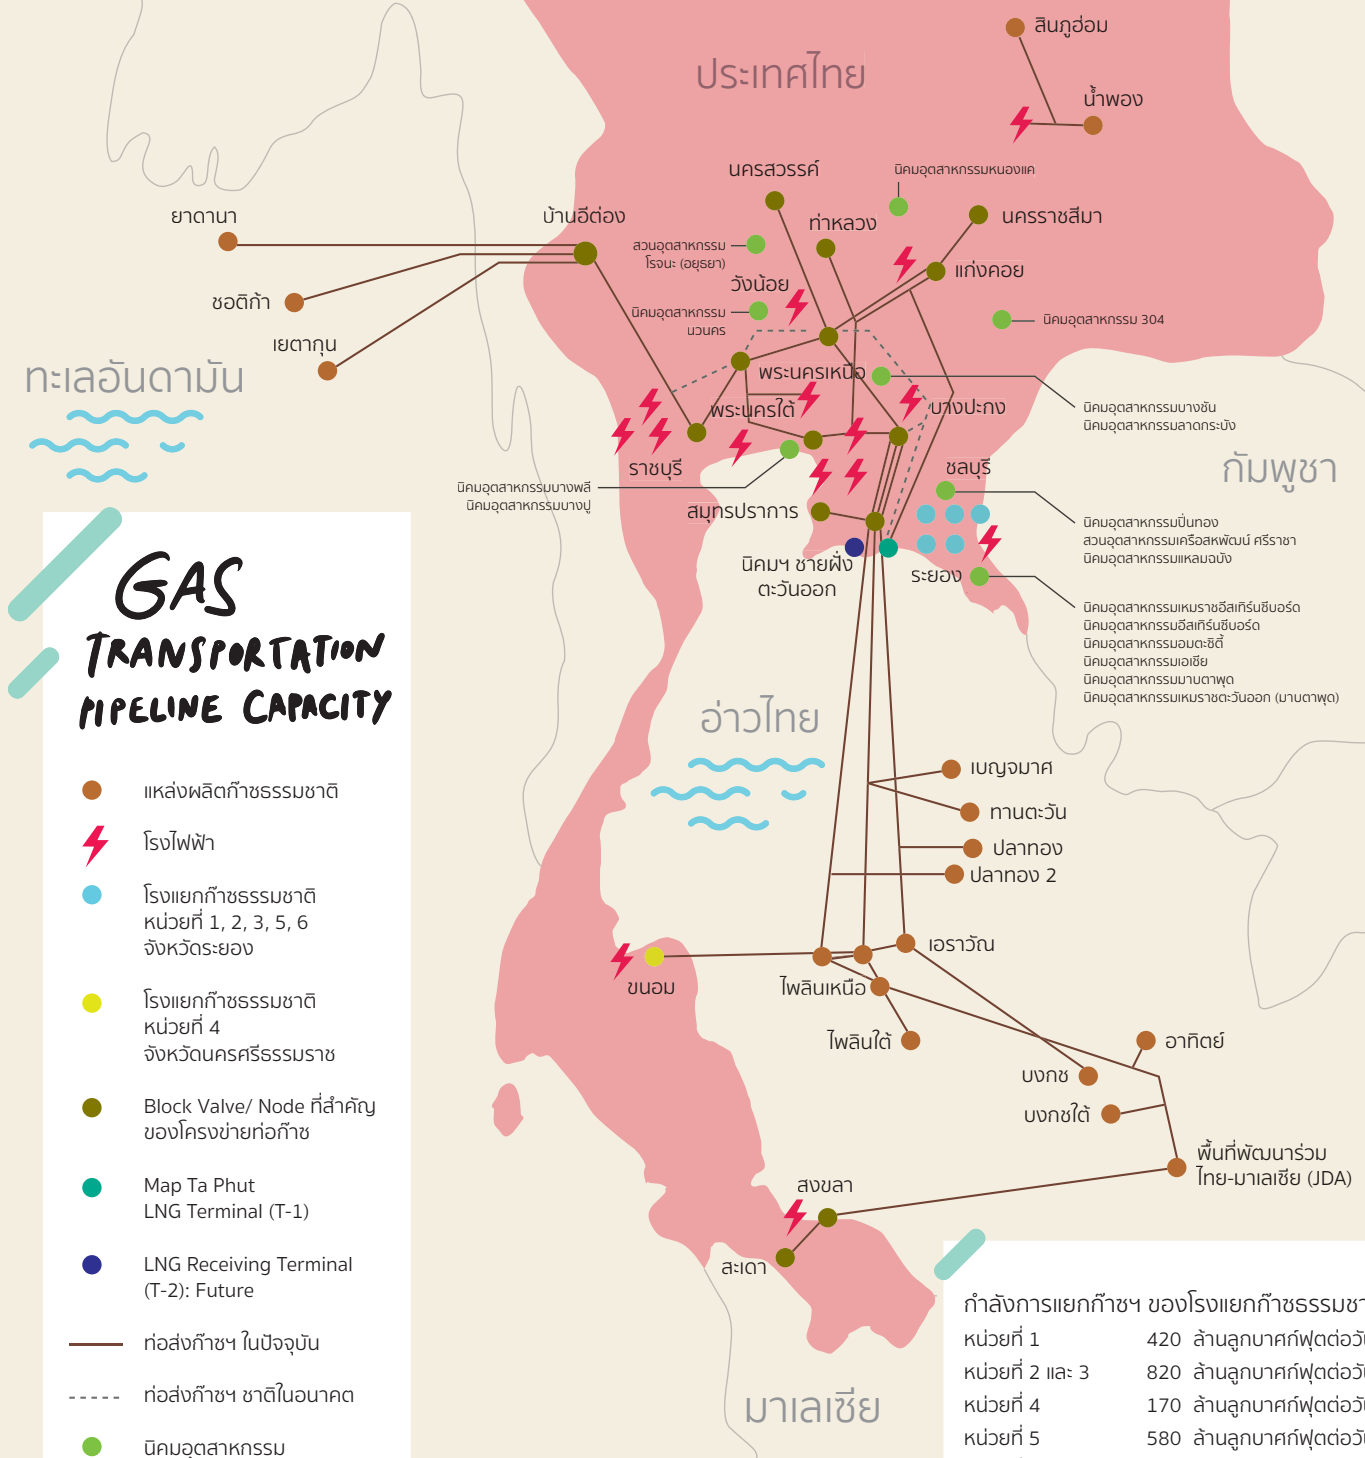 ประเทศไทย
สินภูฮ่อม
น้ำพอง
นครสวรรค์
นิคมอุตสาหกรรมหนองแค
ยาดานา
บ้านอีต่อง
ท่าหลวง
นครราชสีมา
สวนอุตสาหกรรม
โรจนะ (อยุธยา)
แก่งคอย
วังน้อย
ชอติก้า
นิคมอุตสาหกรรม
นวนคร
นิคมอุตสาหกรรม 304
เยตากุน
ทะเลอันดามัน
พระนครเหนือ
พระนครใต้
บางปะกง
นิคมอุตสาหกรรมบางชัน
นิคมอุตสาหกรรมลาดกระบัง
ราชบุรี
ชลบุรี
กัมพูชา
นิคมอุตสาหกรรมบางพลี
นิคมอุตสาหกรรมบางปู
สมุทรปราการ
นิคมอุตสาหกรรมปิ่นทอง
สวนอุตสาหกรรมเครือสหพัฒน์ ศรีราชา
นิคมอุตสาหกรรมแหลมฉบัง
นิคมฯ ชายฝั่ง
ตะวันออก
ระยอง
นิคมอุตสาหกรรมเหมราชอีสเทิร์นซีบอร์ด
นิคมอุตสาหกรรมอีสเทิร์นซีบอร์ด
นิคมอุตสาหกรรมอมตะซิตี้
นิคมอุตสาหกรรมเอเชีย
นิคมอุตสาหกรรมมาบตาพุด
นิคมอุตสาหกรรมเหมราชตะวันออก (มาบตาพุด)
GAS
TRANSPORTATION
PIPELINE CAPACITY
อ่าวไทย
เบญจมาศ
ทานตะวัน
ปลาทอง
ปลาทอง 2
เอราวัณ
ขนอม
ไพลินเหนือ
ไพลินใต้
อาทิตย์
บงกช
บงกชใต้
พื้นที่พัฒนาร่วม
ไทย-มาเลเซีย (JDA)
สงขลา
สะเดา
มาเลเซีย
แหล่งผลิตก๊าซธรรมชาติ
โรงไฟฟ้า
โรงแยกก๊าซธรรมชาติ
หน่วยที่ 1, 2, 3, 5, 6
จังหวัดระยอง
โรงแยกก๊าซธรรมชาติ
หน่วยที่ 4
จังหวัดนครศรีธรรมราช
Block Valve/ Node ที่สำคัญ
ของโครงข่ายท่อก๊าซ
Map Ta Phut
LNG Terminal (T-1)
LNG Receiving Terminal
(T-2): Future
ท่อส่งก๊าซฯ ในปัจจุบัน
ท่อส่งก๊าซฯ ชาติในอนาคต
นิคมอุตสาหกรรม
กำลังการแยกก๊าซฯ ของโรงแยกก๊าซธรรมชา
หน่วยที่ 1 420 ล้านลูกบาศก์ฟุตต่อวัน
หน่วยที่ 2 และ 3 820 ล้านลูกบาศก์ฟุตต่อวัน
หน่วยที่ 4 170 ล้านลูกบาศก์ฟุตต่อวัน
หน่วยที่ 5 580 ล้านลูกบาศก์ฟุตต่อวัน